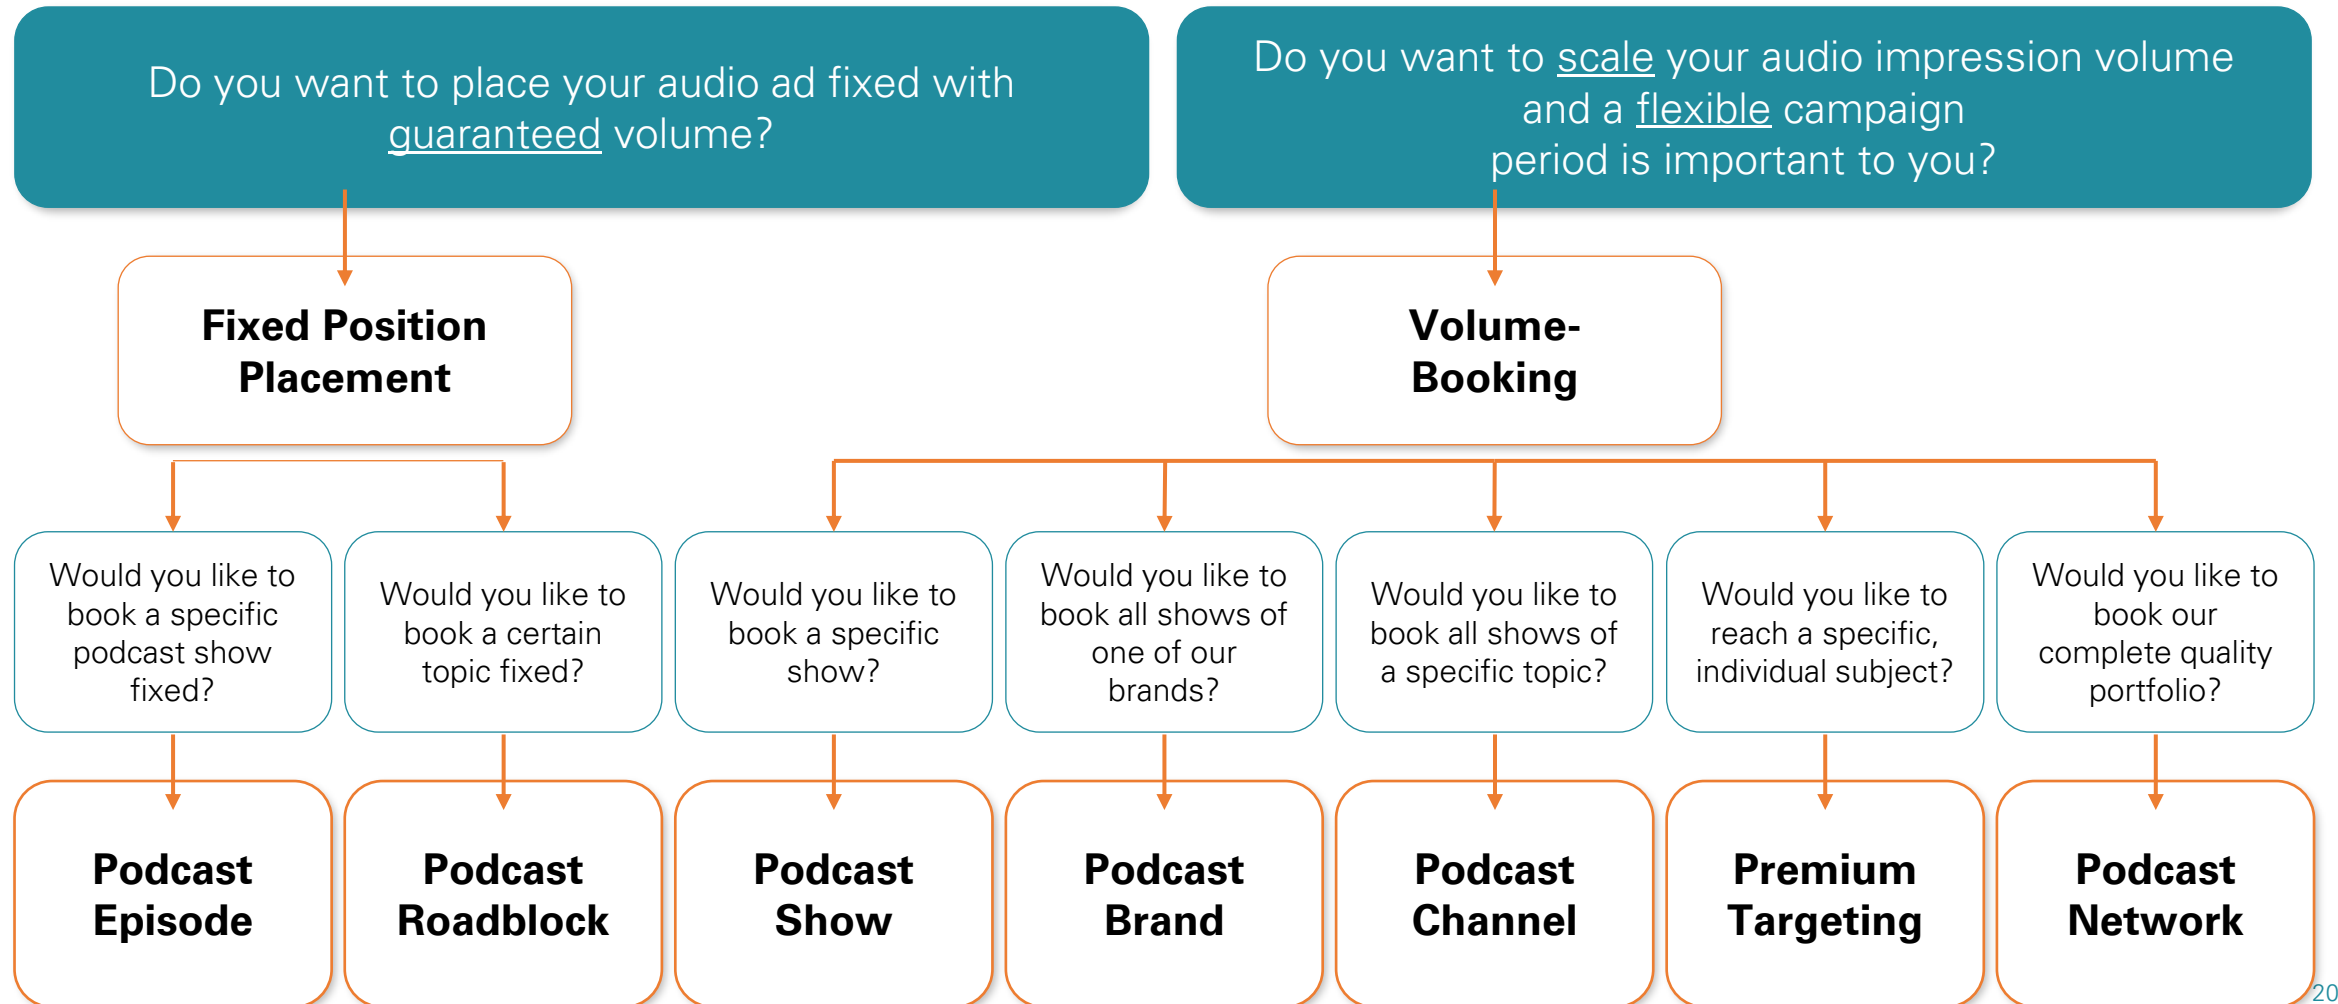 Do you want to place your audio ad fixed with
guaranteed volume?
Do you want to scale your audio impression volume
and a flexible campaign
period is important to you?
Fixed Position
Placement
Volume-
Booking
Would you like to
book a specific
podcast show
fixed?
Would you like to
book a certain
topic fixed?
Would you like to
book a specific
show?
Would you like to
book all shows of
one of our
brands?
Would you like to
book all shows of
a specific topic?
Would you like to
reach a specific,
individual subject?
Would you like to
book our
complete quality
portfolio?
Podcast
Episode
Podcast
Roadblock
Podcast
Show
Podcast
Brand
Podcast
Channel
Premium
Targeting
Podcast
Network
20